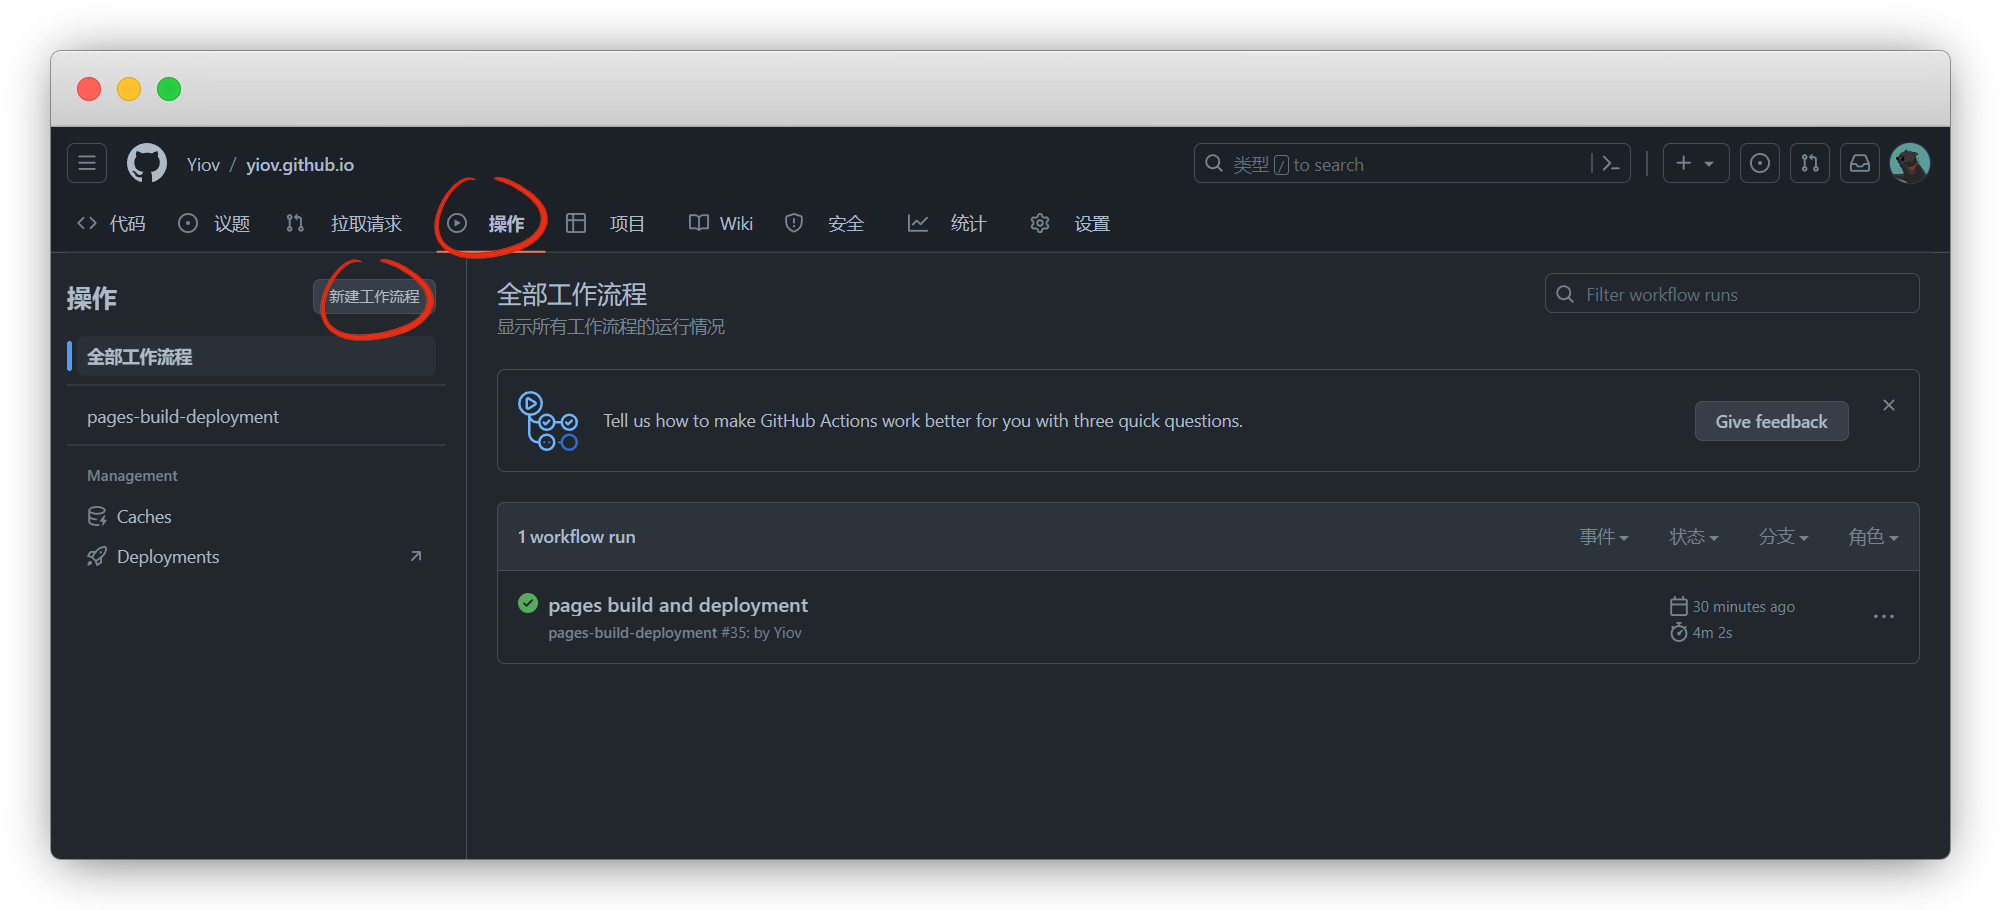 Yiov / yiov.github.io
类型 / to search
代码 议题 拉取请求 操作 项目 Wiki 安全 统计 设置
操作
新建工作流程
全部工作流程
pages-build-deployment
Management
Caches
Deployments
全部工作流程
显示所有工作流程的运行情况
Filter workflow runs
Tell us how to make GitHub Actions work better for you with three quick questions.
Give feedback
1 workflow run
事件 状态 分支 角色
pages build and deployment
pages-build-deployment #35: by Yiov
30 minutes ago
4m 2s